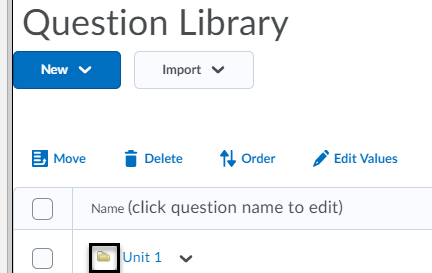 Question Library
New Import
Move Delete Order Edit Values
Name (click question name to edit)
Unit 1